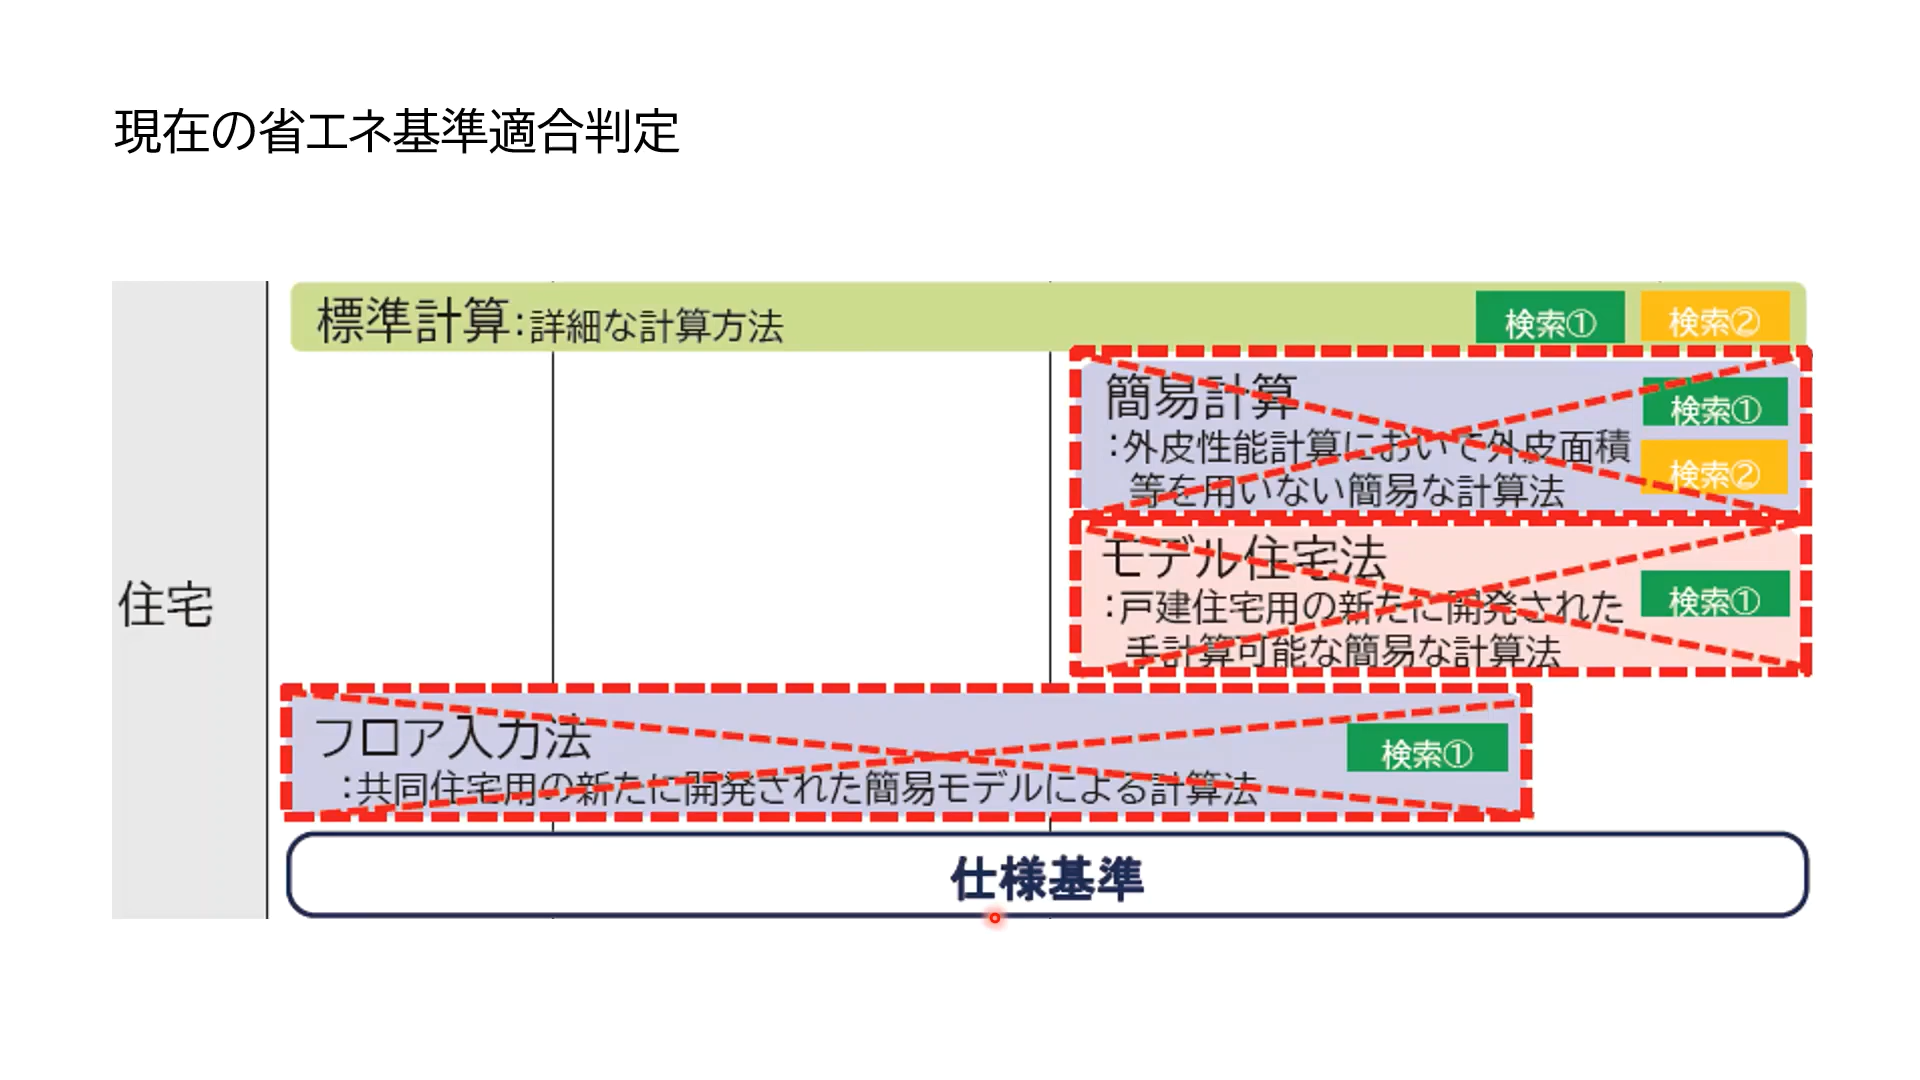 現在の省エネ基準適合判定
住宅
標準計算:詳細な計算方法
検索①
検索②
簡易計算
:外皮性能計算において外皮面積
等を用いない簡易な計算法
検索①
検索②
モデル住宅法
:戸建住宅用の新たに開発された
手計算可能な簡易な計算法
検索①
フロア入力法
:共同住宅用の新たに開発された簡易モデルによる計算法
検索①
仕様基準